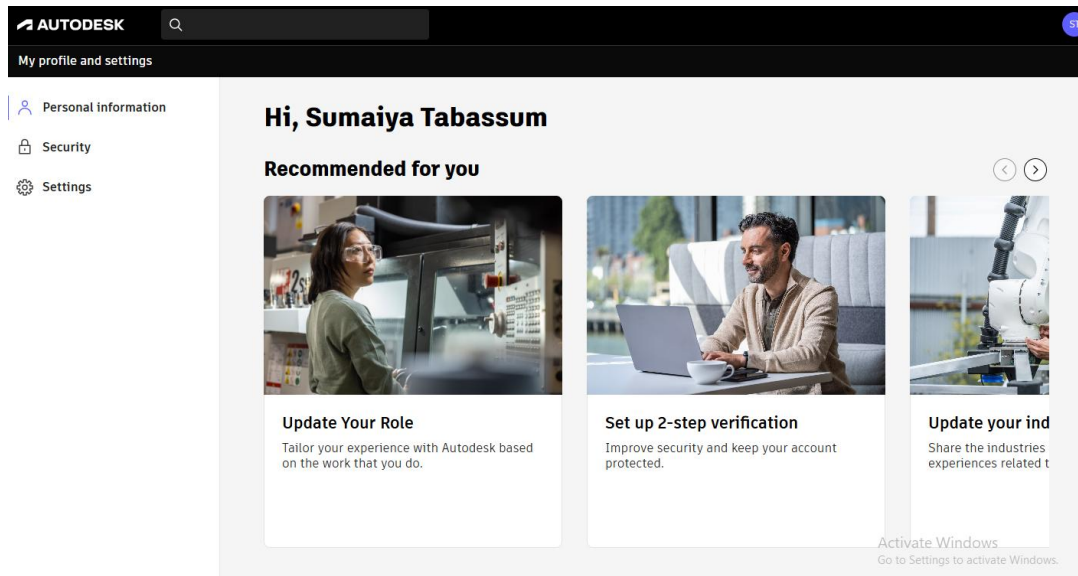 AUTODESK
ST
My profile and settings
Personal information
Security
Settings
Hi, Sumaiya Tabassum
Recommended for you
Update Your Role
Tailor your experience with Autodesk based
on the work that you do.
Set up 2-step verification
Improve security and keep your account
protected.
Update your ind
Share the industries
experiences related t
Activate Windows
Go to Settings to activate Windows.